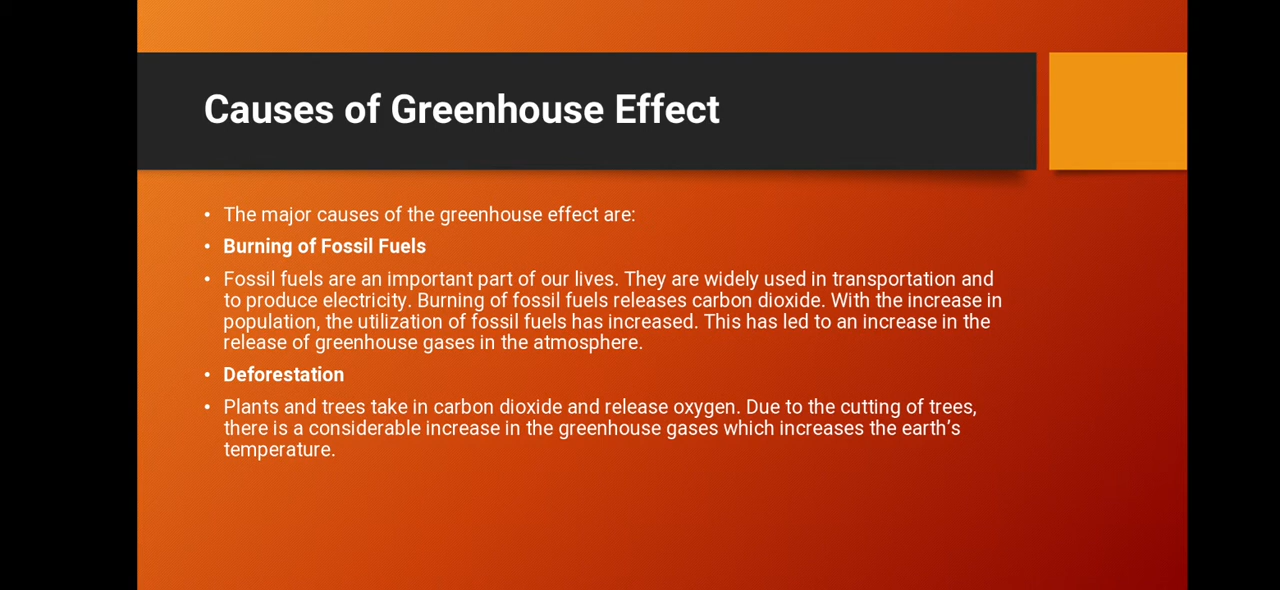 Causes of Greenhouse Effect
• The major causes of the greenhouse effect are:
• Burning of Fossil Fuels
• Fossil fuels are an important part of our lives. They are widely used in transportation and
to produce electricity. Burning of fossil fuels releases carbon dioxide. With the increase in
population, the utilization of fossil fuels has increased. This has led to an increase in the
release of greenhouse gases in the atmosphere.
• Deforestation
• Plants and trees take in carbon dioxide and release oxygen. Due to the cutting of trees,
there is a considerable increase in the greenhouse gases which increases the earth’s
temperature.